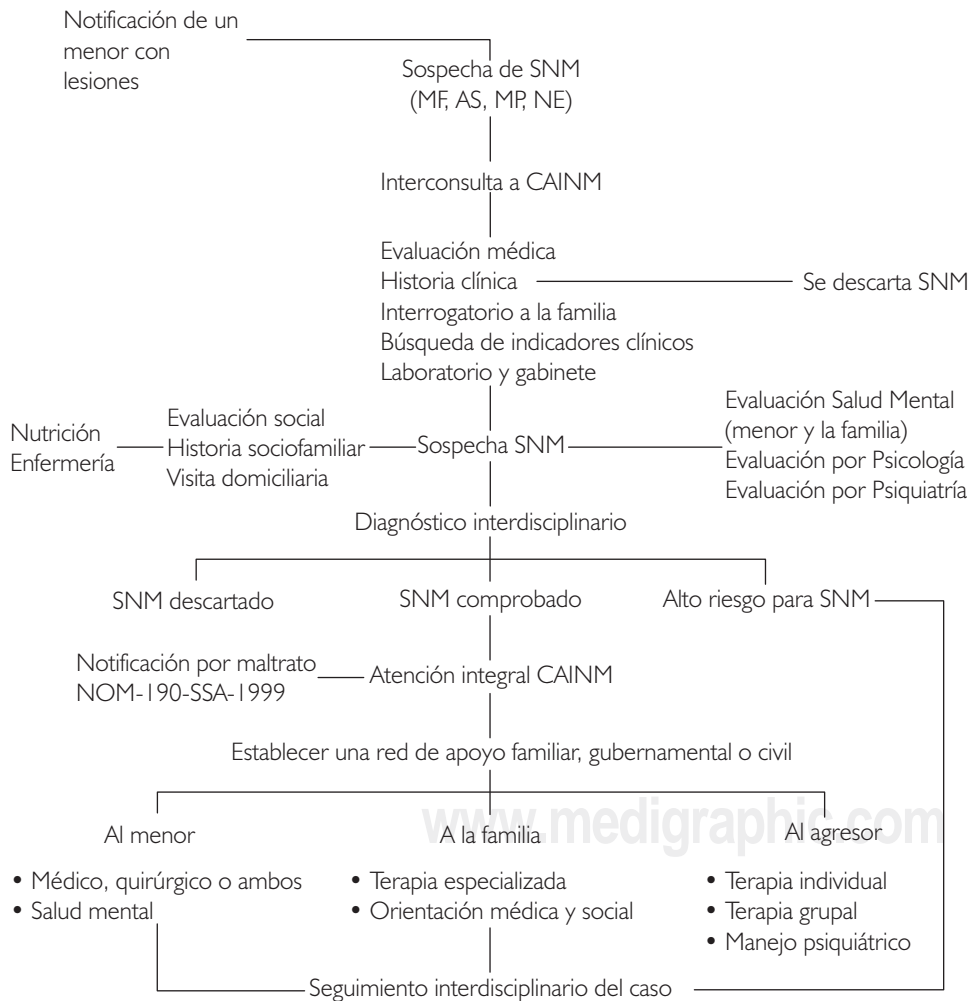 Notificación de un
menor con
lesiones
Sospecha de SNM
(MF, AS, MP, NE)
Interconsulta a CAINM
Evaluación médica
Historia clínica
Interrogatorio a la familia
Búsqueda de indicadores clínicos
Laboratorio y gabinete
Se descarta SNM
Nutrición
Enfermería
Evaluación social
Historia sociofamiliar
Visita domiciliaria
Sospecha SNM
Evaluación Salud Mental
(menor y la familia)
Evaluación por Psicología
Evaluación por Psiquiatría
Diagnóstico interdisciplinario
SNM descartado
SNM comprobado
Alto riesgo para SNM
Notificación por maltrato
NOM-190-SSA-1999
Atención integral CAINM
Establecer una red de apoyo familiar, gubernamental o civil
www.medigraphic.com
Al menor
• Médico, quirúrgico o ambos
• Salud mental
A la familia
• Terapia especializada
• Orientación médica y social
Al agresor
• Terapia individual
• Terapia grupal
• Manejo psiquiátrico
Seguimiento interdisciplinario del caso